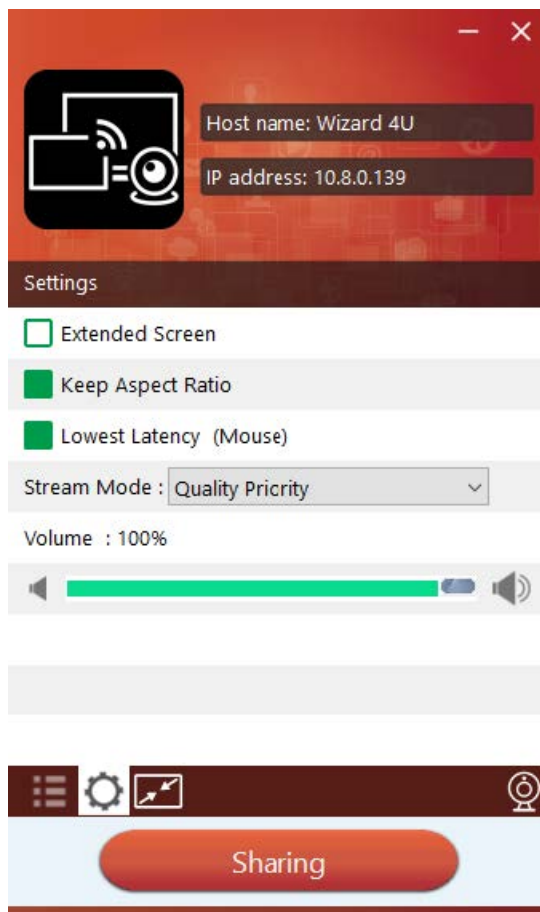 Host name: Wizard 4U
IP address: 10.8.0.139
Settings
Extended Screen
Keep Aspect Ratio
Lowest Latency (Mouse)
Stream Mode : Quality Pricrity
Volume : 100%
Sharing